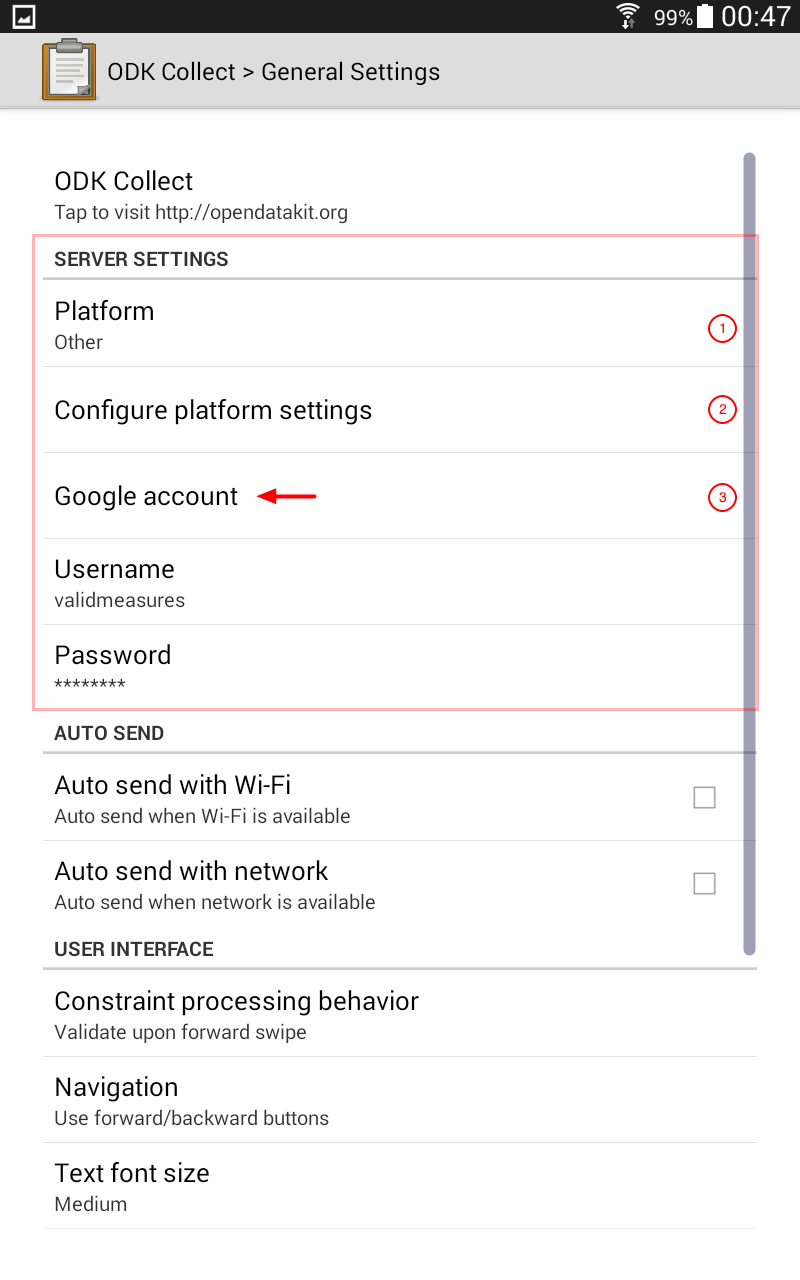 99% 00:47
ODK Collect > General Settings
ODK Collect
Tap to visit http://opendatakit.org
SERVER SETTINGS
Platform
Other
1
Configure platform settings
2
Google account
3
Username
validmeasures
Password
********
AUTO SEND
Auto send with Wi-Fi
Auto send when Wi-Fi is available
Auto send with network
Auto send when network is available
USER INTERFACE
Constraint processing behavior
Validate upon forward swipe
Navigation
Use forward/backward buttons
Text font size
Medium